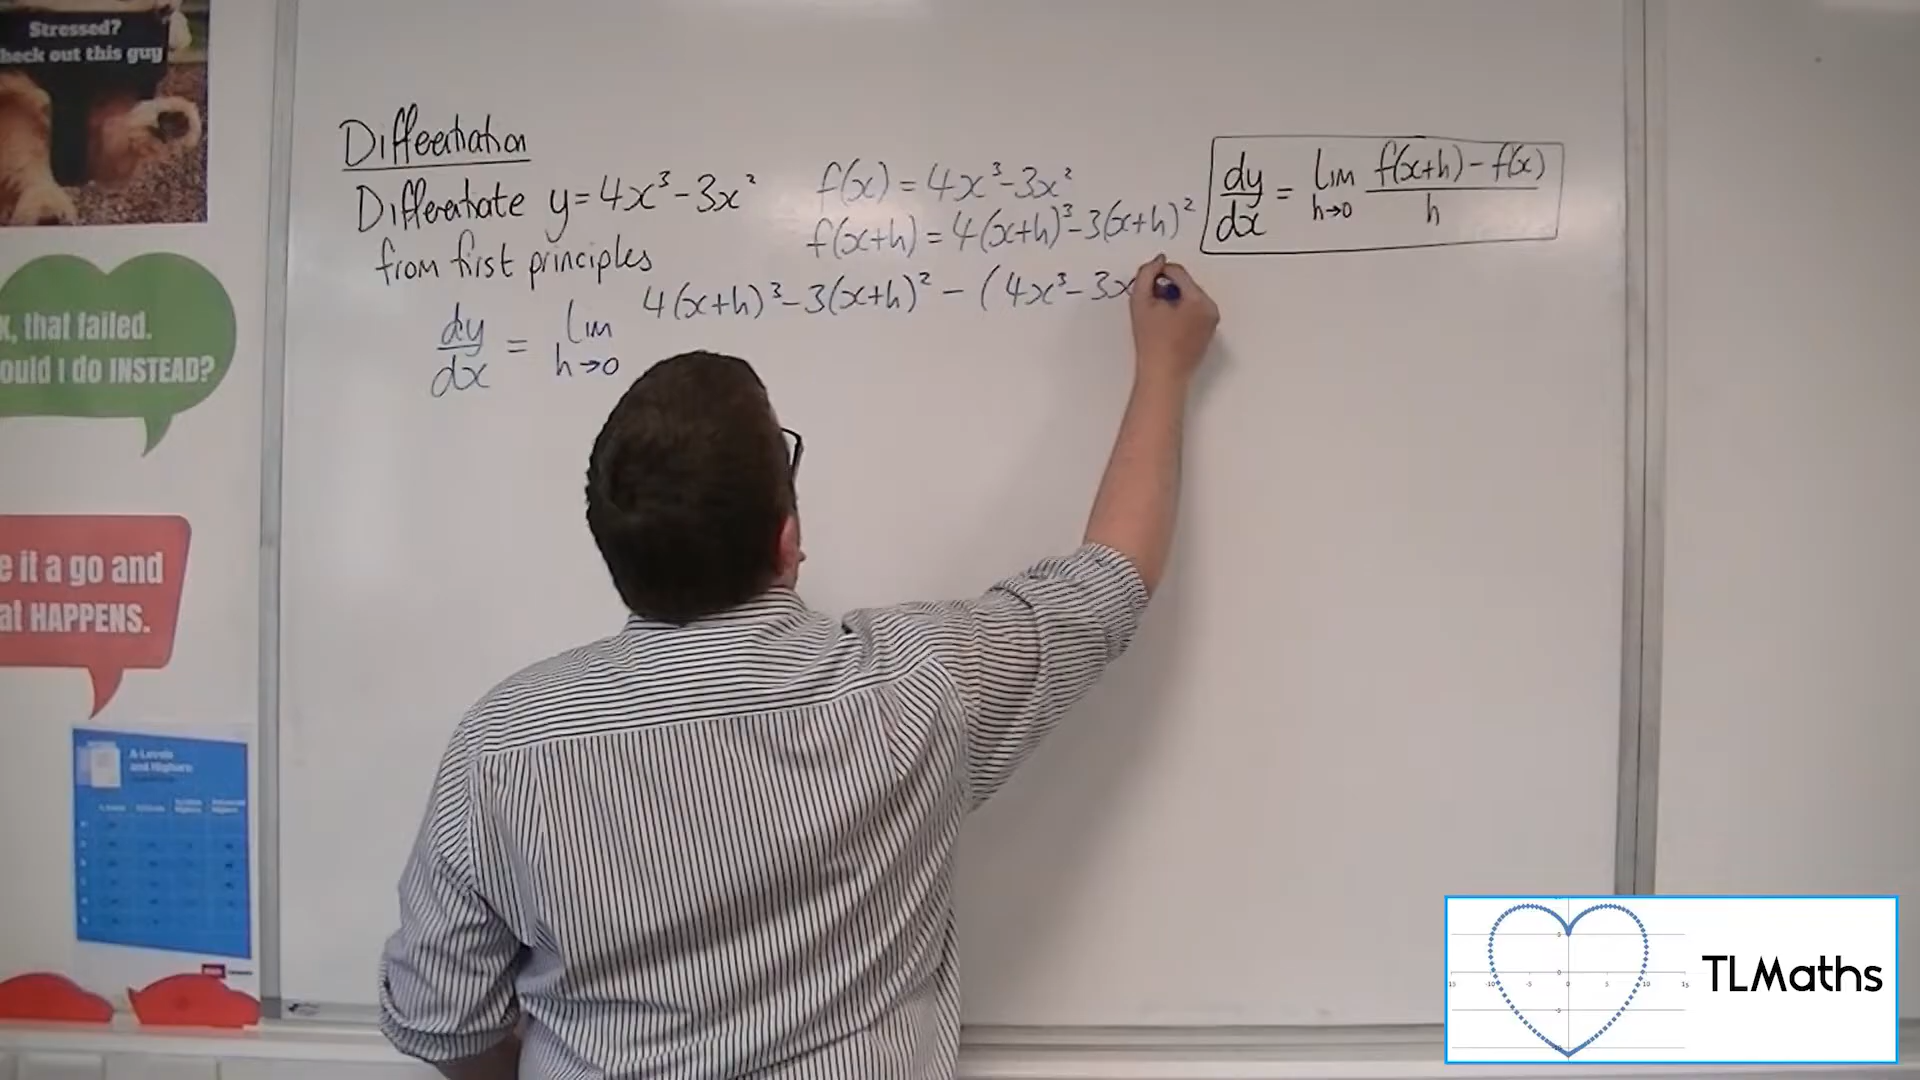 Stressed?
heck out this guy
Differentiation
Differentiate y = 4x³ - 3x²
from first principles
f(x) = 4x³ - 3x²
f(x+h) = 4(x+h)³ - 3(x+h)²
dy/dx = lim h→0 f(x+h) - f(x) / h
dy/dx = lim h→0 4(x+h)³ - 3(x+h)² - (4x³ - 3x
k, that failed.
ould I do INSTEAD?
e it a go and
at HAPPENS.
A-Levels
and Highers
TLMaths